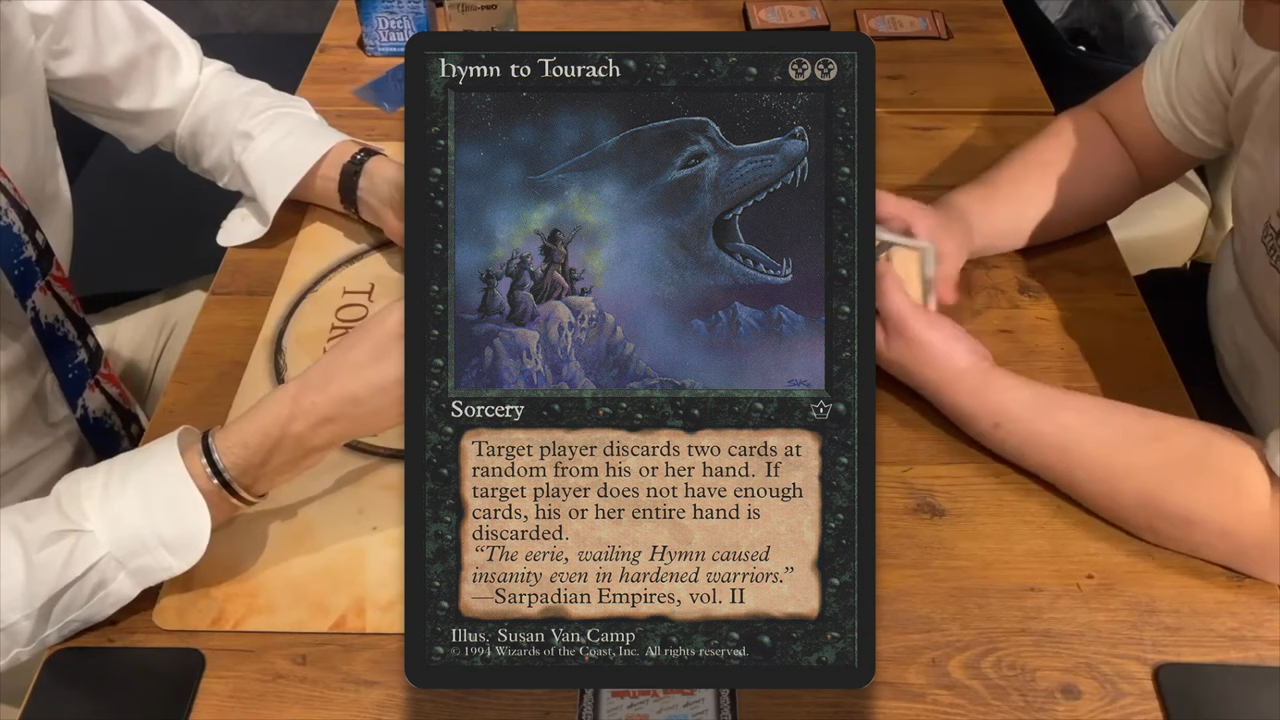 Deck
Vault
Ultra-PRO
Hymn to Tourach
TOR
SVC
Sorcery
Target player discards two cards at
random from his or her hand. If
target player does not have enough
cards, his or her entire hand is
discarded.
“The eerie, wailing Hymn caused
insanity even in hardened warriors.”
—Sarpadian Empires, vol. II
Illus. Susan Van Camp
© 1994 Wizards of the Coast, Inc. All rights reserved.